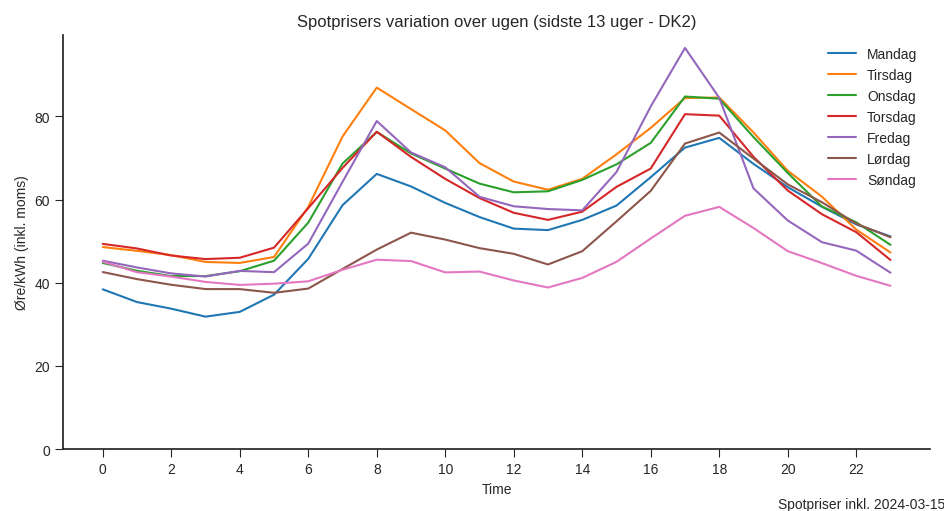 Spotprisers variation over ugen (sidste 13 uger - DK2)
Øre/kWh (inkl. moms)
80
60
40
20
0
0 2 4 6 8 10 12 14 16 18 20 22
Time
Mandag
Tirsdag
Onsdag
Torsdag
Fredag
Lørdag
Søndag
Spotpriser inkl. 2024-03-15